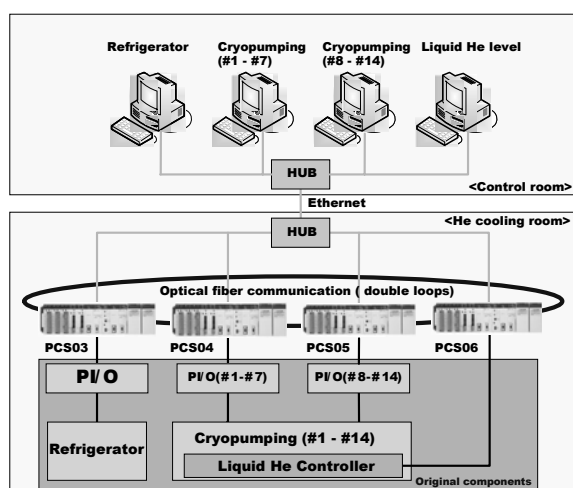 Refrigerator
Cryopumping
(#1 - #7)
Cryopumping
(#8 - #14)
Liquid He level
HUB
<Control room>
Ethernet
<He cooling room>
HUB
Optical fiber communication ( double loops)
PCS03
PCS04
PCS05
PCS06
PI/O
PI/O(#1-#7)
PI/O(#8-#14)
Refrigerator
Cryopumping (#1 - #14)
Liquid He Controller
Original components